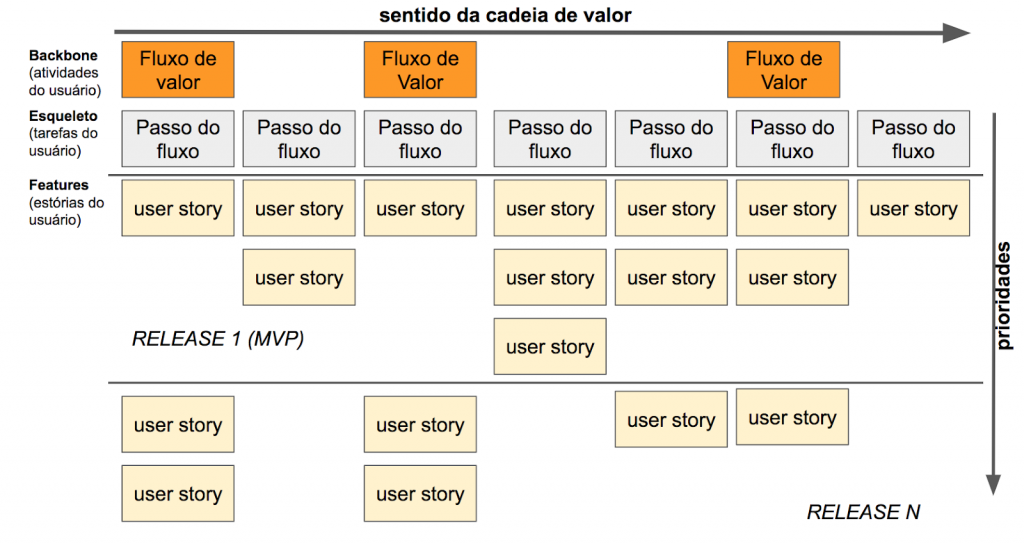 sentido da cadeia de valor
Backbone
(atividades
do usuário)
Fluxo de
valor
Fluxo de
Valor
Fluxo de
Valor
Esqueleto
(tarefas do
usuário)
Passo do
fluxo
Passo do
fluxo
Passo do
fluxo
Passo do
fluxo
Passo do
fluxo
Passo do
fluxo
Passo do
fluxo
Features
(estórias do
usuário)
user story
user story
user story
user story
user story
user story
user story
user story
user story
user story
user story
prioridades
RELEASE 1 (MVP)
user story
user story
user story
user story
user story
user story
user story
RELEASE N